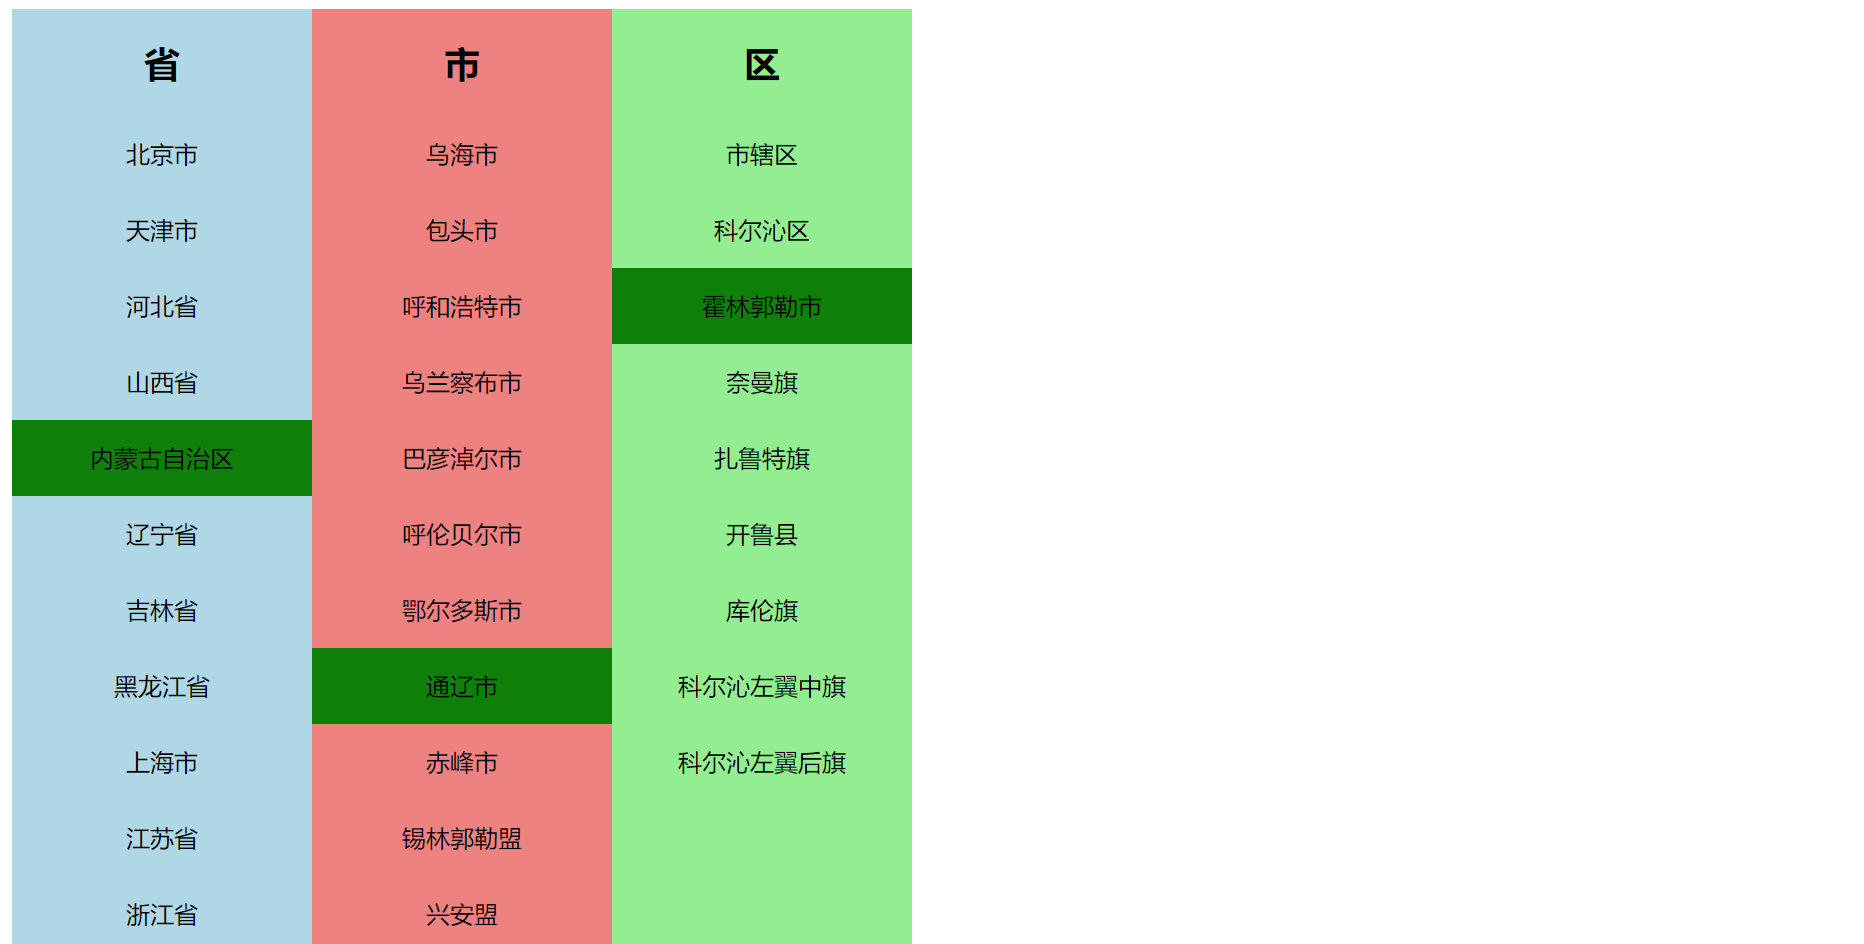 省 市 区
北京市 乌海市 市辖区
天津市 包头市 科尔沁区
河北省 呼和浩特市 霍林郭勒市
山西省 乌兰察布市 奈曼旗
内蒙古自治区 巴彦淖尔市 扎鲁特旗
辽宁省 呼伦贝尔市 开鲁县
吉林省 鄂尔多斯市 库伦旗
黑龙江省 通辽市 科尔沁左翼中旗
上海市 赤峰市 科尔沁左翼后旗
江苏省 锡林郭勒盟
浙江省 兴安盟